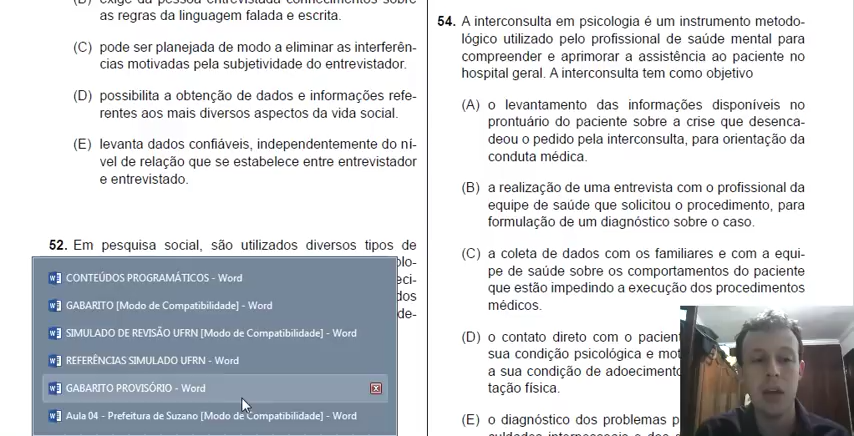 (B) exige da pessoa entrevistada conhecimentos sobre
as regras da linguagem falada e escrita.
(C) pode ser planejada de modo a eliminar as interferên-
cias motivadas pela subjetividade do entrevistador.
(D) possibilita a obtenção de dados e informações refe-
rentes aos mais diversos aspectos da vida social.
(E) levanta dados confiáveis, independentemente do ní-
vel de relação que se estabelece entre entrevistador
e entrevistado.
52. Em pesquisa social, são utilizados diversos tipos de
olo-
eci-
dos
de-
CONTEÚDOS PROGRAMÁTICOS - Word
GABARITO [Modo de Compatibilidade] - Word
SIMULADO DE REVISÃO UFRN [Modo de Compatibilidade] - Word
REFERÊNCIAS SIMULADO UFRN - Word
GABARITO PROVISÓRIO - Word
Aula 04 - Prefeitura de Suzano [Modo de Compatibilidade] - Word
54. A interconsulta em psicologia é um instrumento metodo-
lógico utilizado pelo profissional de saúde mental para
compreender e aprimorar a assistência ao paciente no
hospital geral. A interconsulta tem como objetivo
(A) o levantamento das informações disponíveis no
prontuário do paciente sobre a crise que desenca-
deou o pedido pela interconsulta, para orientação da
conduta médica.
(B) a realização de uma entrevista com o profissional da
equipe de saúde que solicitou o procedimento, para
formulação de um diagnóstico sobre o caso.
(C) a coleta de dados com os familiares e com a equi-
pe de saúde sobre os comportamentos do paciente
que estão impedindo a execução dos procedimentos
médicos.
(D) o contato direto com o pacien
sua condição psicológica e mot
a sua condição de adoecimento
tação física.
(E) o diagnóstico dos problemas p